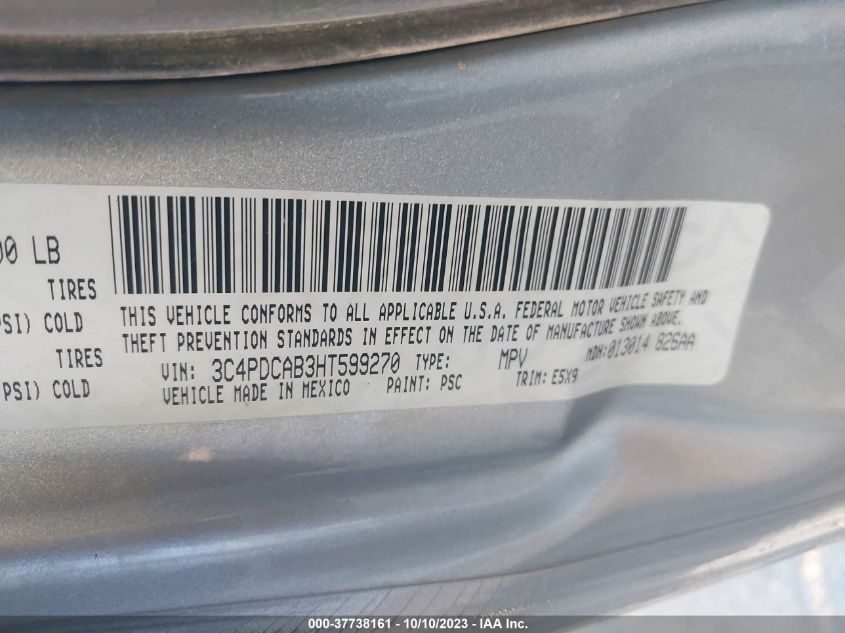 00 LB
TIRES
PSI) COLD
TIRES
PSI) COLD
THIS VEHICLE CONFORMS TO ALL APPLICABLE U.S.A. FEDERAL MOTOR VEHICLE SAFETY AND
THEFT PREVENTION STANDARDS IN EFFECT ON THE DATE OF MANUFACTURE SHOWN ABOVE.
VIN: 3C4PDCAB3HT599270 TYPE: MPV MDH: 013014 826AA
VEHICLE MADE IN MEXICO PAINT: PSC TRIM: E5X9
000-37738161 - 10/10/2023 - IAA Inc.